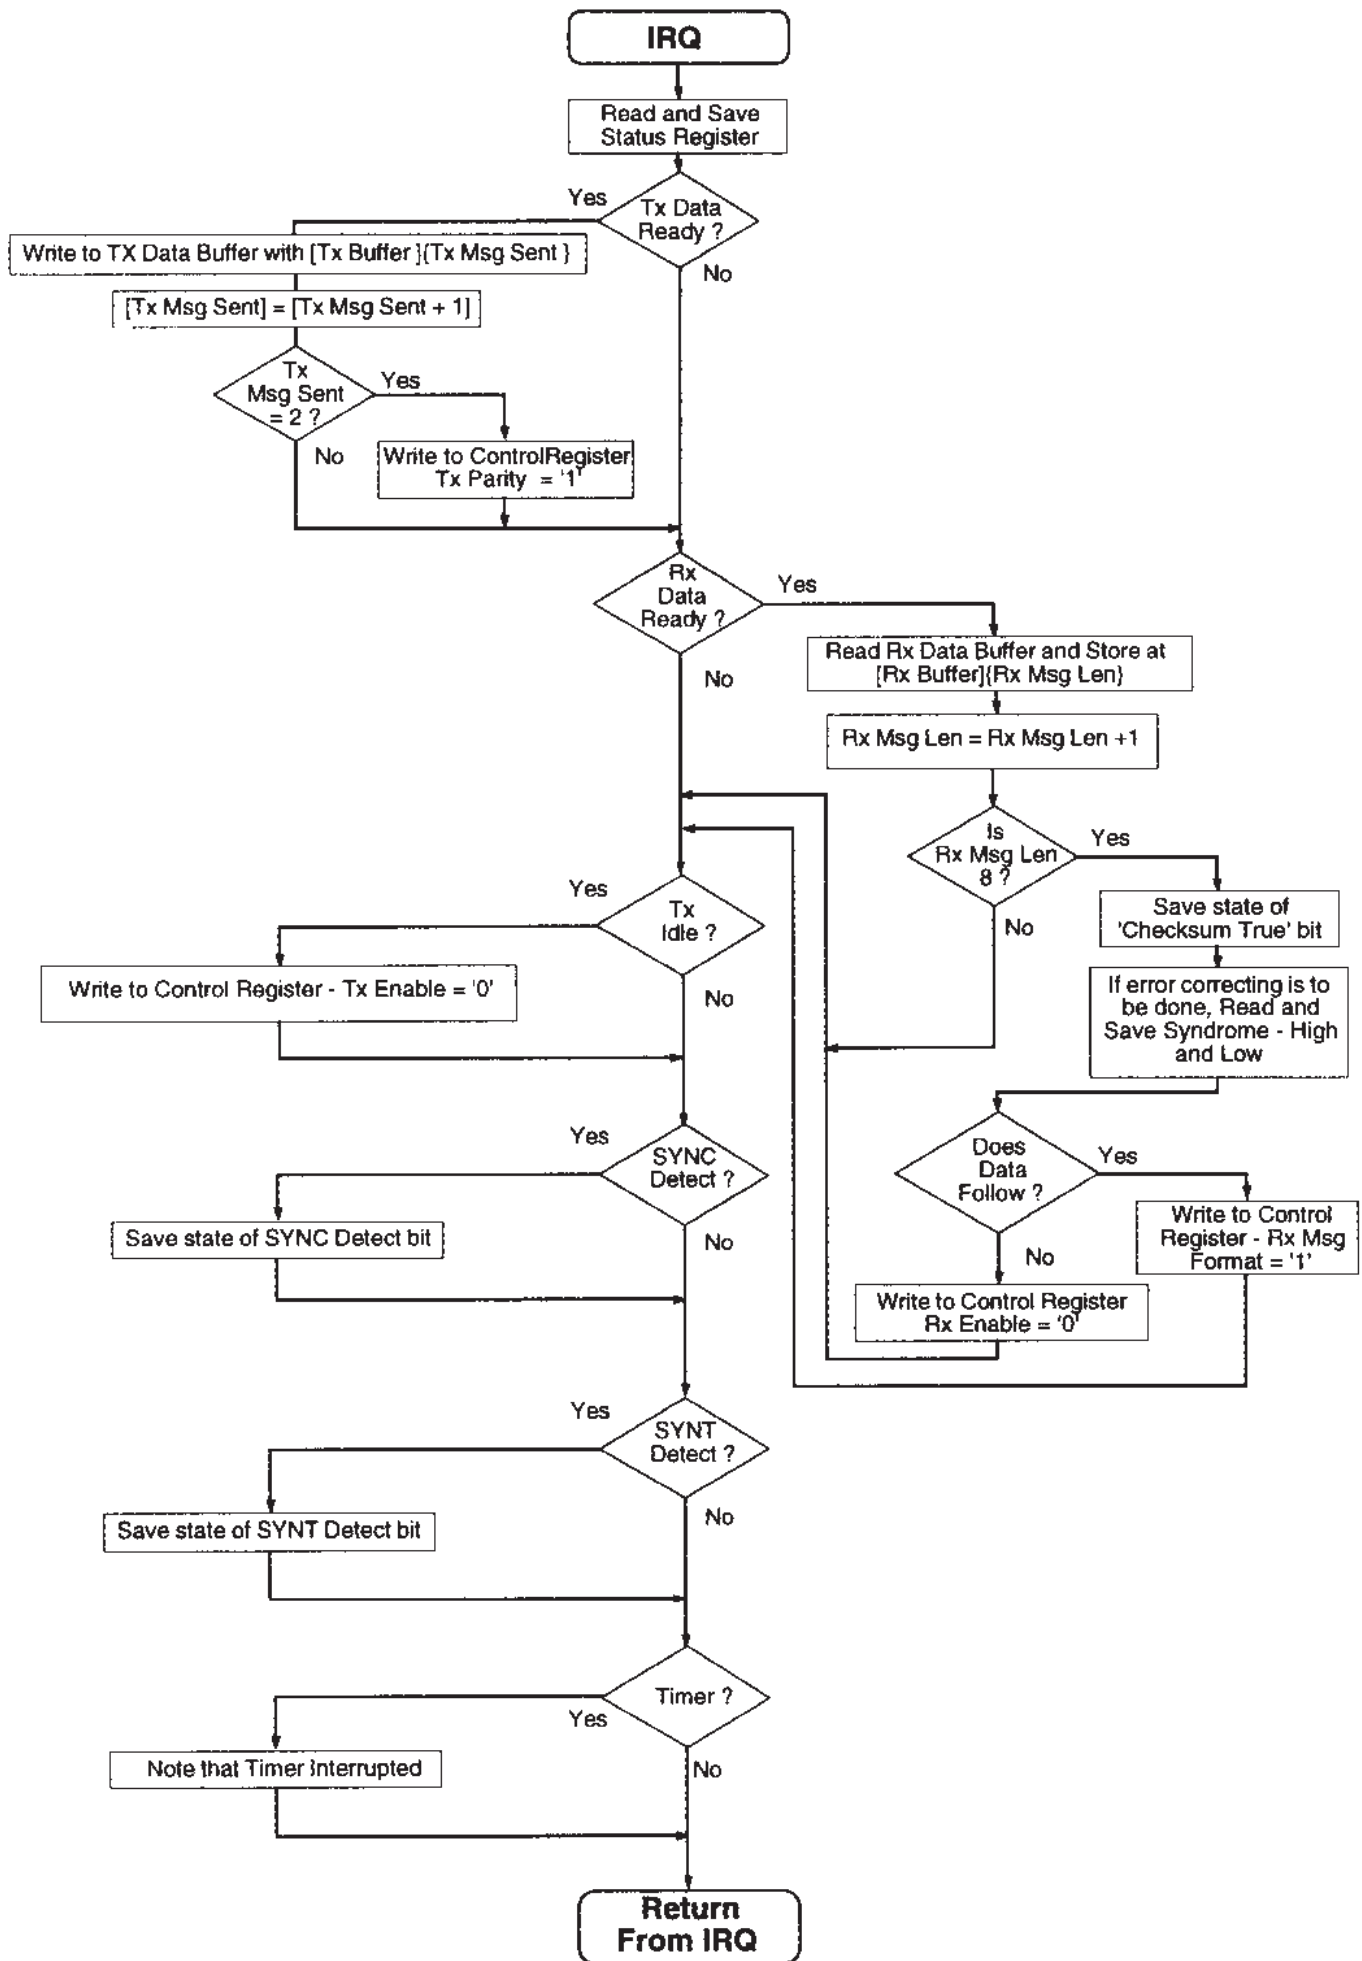 IRQ
Read and Save
Status Register
Yes
Tx Data
Ready ?
No
Write to TX Data Buffer with [Tx Buffer ]{Tx Msg Sent }
[Tx Msg Sent] = [Tx Msg Sent + 1]
Tx
Msg Sent
= 2 ?
Yes
No
Write to ControlRegister
Tx Parity = '1'
Rx
Data
Ready ?
Yes
No
Read Rx Data Buffer and Store at
[Rx Buffer]{Rx Msg Len}
Rx Msg Len = Rx Msg Len +1
Is
Rx Msg Len
8 ?
Yes
No
Save state of
'Checksum True' bit
If error correcting is to
be done, Read and
Save Syndrome - High
and Low
Does
Data
Follow ?
Yes
No
Write to Control
Register - Rx Msg
Format = '1'
Write to Control Register
Rx Enable = '0'
Yes
Tx
Idle ?
No
Write to Control Register - Tx Enable = '0'
Yes
SYNC
Detect ?
No
Save state of SYNC Detect bit
Yes
SYNT
Detect ?
No
Save state of SYNT Detect bit
Timer ?
Yes
No
Note that Timer Interrupted
Return
From IRQ